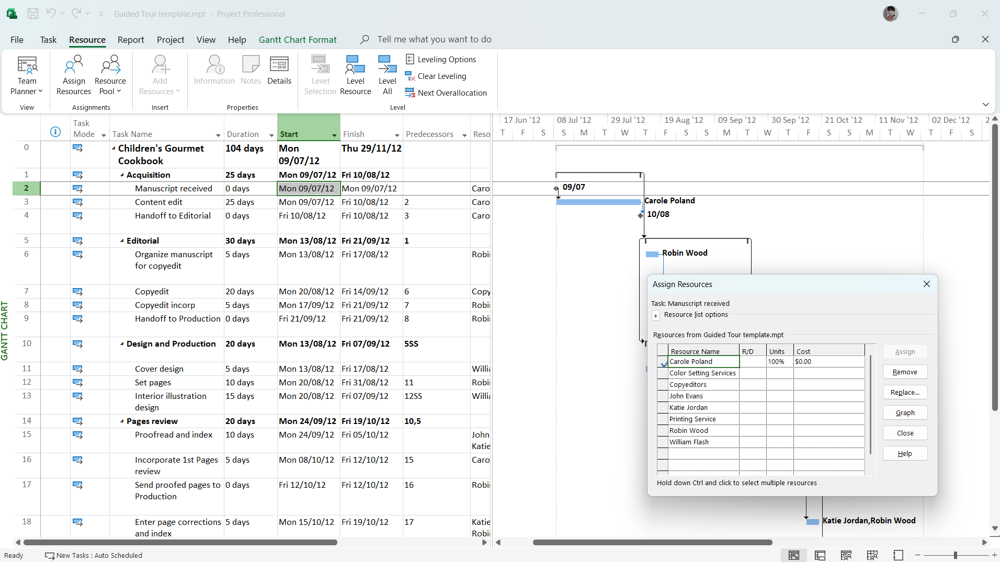 Guided Tour template.mpt - Project Professional
File Task Resource Report Project View Help Gantt Chart Format Tell me what you want to do
Team Planner
Assign Resources
Resource Pool
Add Resources
Information
Notes
Details
Level Selection
Level Resource
Level All
Leveling Options
Clear Leveling
Next Overallocation
View Assignments Insert Properties Level
Task Mode Task Name Duration Start Finish Predecessors Reso
17 Jun '12 08 Jul '12 29 Jul '12 19 Aug '12 09 Sep '12 30 Sep '12 21 Oct '12 11 Nov '12 02 Dec '12 2
T F S S M T W T F S S M T W T F S S M T W T F S
0 Children's Gourmet Cookbook 104 days Mon 09/07/12 Thu 29/11/12
1 Acquisition 25 days Mon 09/07/12 Fri 10/08/12
2 Manuscript received 0 days Mon 09/07/12 Mon 09/07/12 Caro
3 Content edit 25 days Mon 09/07/12 Fri 10/08/12 2 Caro
4 Handoff to Editorial 0 days Fri 10/08/12 Fri 10/08/12 3 Caro
5 Editorial 30 days Mon 13/08/12 Fri 21/09/12 1
6 Organize manuscript for copyedit 5 days Mon 13/08/12 Fri 17/08/12 Robin
7 Copyedit 20 days Mon 20/08/12 Fri 14/09/12 6 Copy
8 Copyedit incorp 5 days Mon 17/09/12 Fri 21/09/12 7 Robin
9 Handoff to Production 0 days Fri 21/09/12 Fri 21/09/12 8 Robin
10 Design and Production 20 days Mon 13/08/12 Fri 07/09/12 5SS
11 Cover design 5 days Mon 13/08/12 Fri 17/08/12 Willia
12 Set pages 10 days Mon 20/08/12 Fri 31/08/12 11 Robin
13 Interior illustration design 15 days Mon 20/08/12 Fri 07/09/12 12SS Willia
14 Pages review 20 days Mon 24/09/12 Fri 19/10/12 10,5
15 Proofread and index 10 days Mon 24/09/12 Fri 05/10/12 John Katie
16 Incorporate 1st Pages review 5 days Mon 08/10/12 Fri 12/10/12 15 Caro
17 Send proofed pages to Production 0 days Fri 12/10/12 Fri 12/10/12 16 Robin
18 Enter page corrections and index 5 days Mon 15/10/12 Fri 19/10/12 17 Katie Robin
GANTT CHART
09/07
Carole Poland
10/08
Robin Wood
Katie Jordan,Robin Wood
Assign Resources
Task: Manuscript received
+ Resource list options
Resources from Guided Tour template.mpt
Resource Name R/D Units Cost
Carole Poland 100% $0.00
Color Setting Services
Copyeditors
John Evans
Katie Jordan
Printing Service
Robin Wood
William Flash
Assign
Remove
Replace...
Graph
Close
Help
Hold down Ctrl and click to select multiple resources
Ready New Tasks : Auto Scheduled